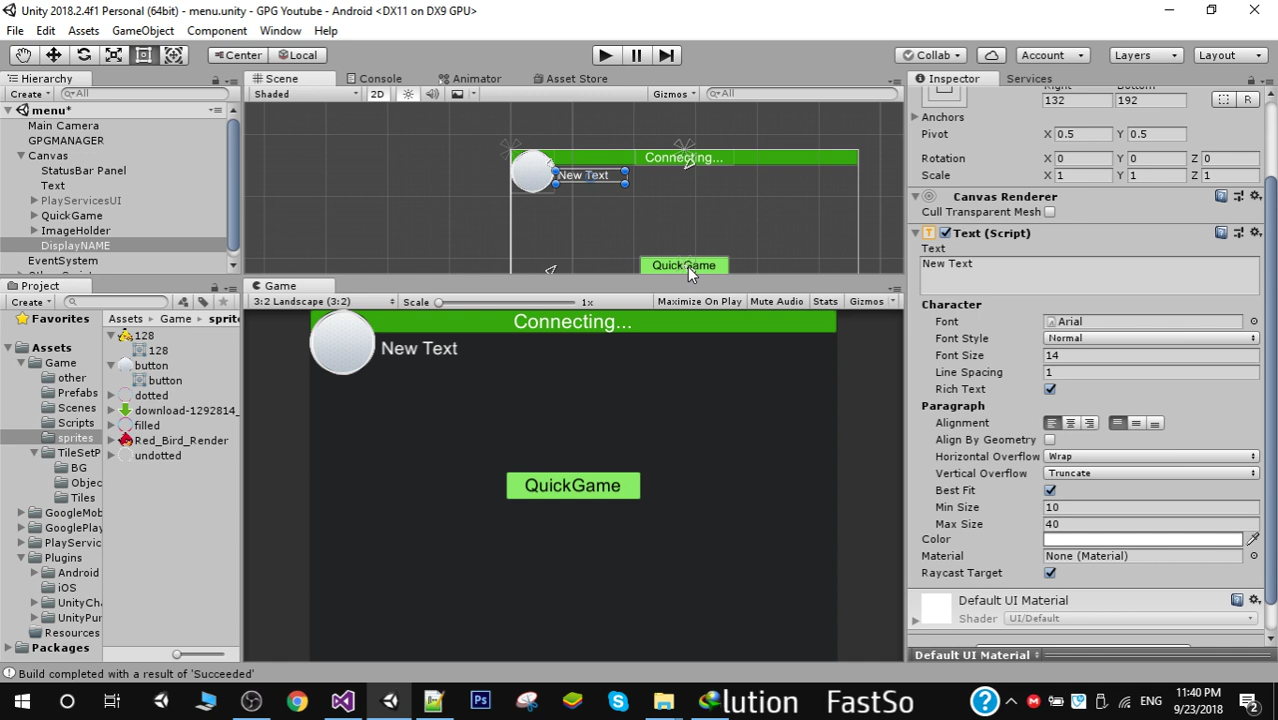 Unity 2018.2.4f1 Personal (64bit) - menu.unity - GPG Youtube - Android <DX11 on DX9 GPU>
File Edit Assets GameObject Component Window Help
Center Local Collab Account Layers Layout
Hierarchy
Create All
menu*
Main Camera
GPGMANAGER
Canvas
StatusBar Panel
Text
PlayServicesUI
QuickGame
ImageHolder
DisplayNAME
EventSystem
Scene Console Animator Asset Store
Shaded 2D Gizmos All
Connecting...
New Text
QuickGame
Project
Create
Favorites
Assets
Game
other
Prefabs
Scenes
Scripts
sprites
TileSetP
BG
Objec
Tiles
GoogleMob
GooglePlay
PlayServic
Plugins
Android
iOS
UnityCha
UnityPur
Resources
Packages
Assets Game sprite
128
128
button
button
dotted
download-1292814_
filled
Red_Bird_Render
undotted
Game
3:2 Landscape (3:2) Scale 1x Maximize On Play Mute Audio Stats Gizmos
Connecting...
New Text
QuickGame
Inspector Services
Right Bottom
132 192 R
Anchors
Pivot X 0.5 Y 0.5
Rotation X 0 Y 0 Z 0
Scale X 1 Y 1 Z 1
Canvas Renderer
Cull Transparent Mesh
Text (Script)
Text
New Text
Character
Font Arial
Font Style Normal
Font Size 14
Line Spacing 1
Rich Text
Paragraph
Alignment
Align By Geometry
Horizontal Overflow Wrap
Vertical Overflow Truncate
Best Fit
Min Size 10
Max Size 40
Color
Material None (Material)
Raycast Target
Default UI Material
Shader UI/Default
Default UI Material
Build completed with a result of 'Succeeded'
lution FastSo
ENG 11:40 PM
9/23/2018 2